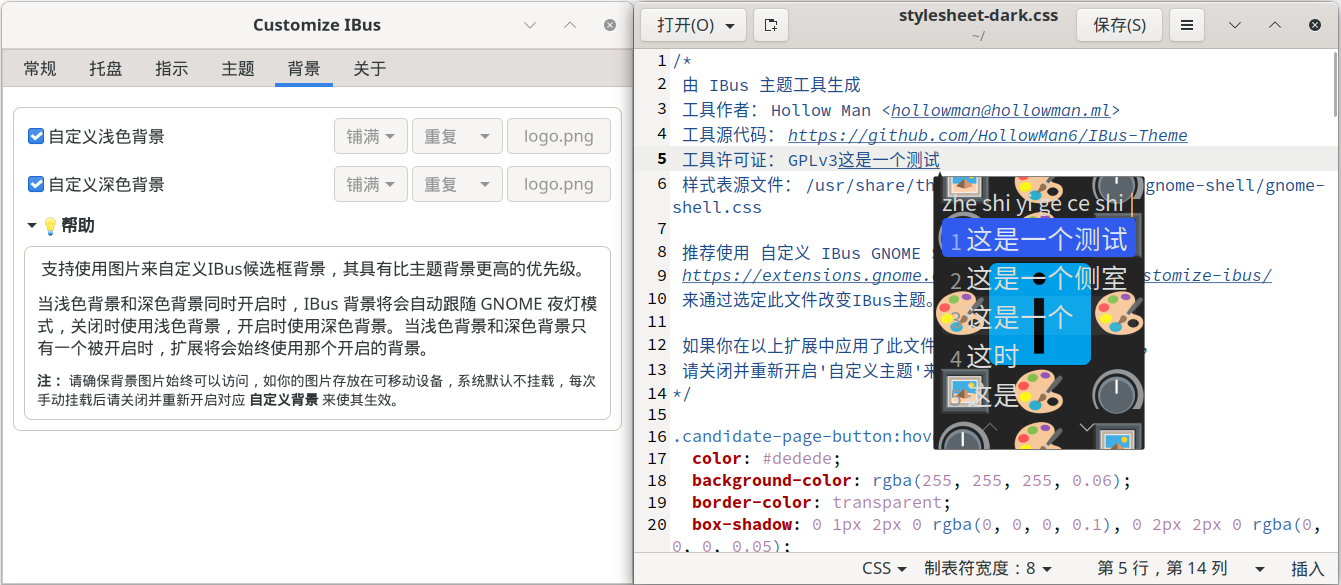 Customize IBus
常规 托盘 指示 主题 背景 关于
自定义浅色背景 铺满 重复 logo.png
自定义深色背景 铺满 重复 logo.png
帮助
支持使用图片来自定义IBus候选框背景，其具有比主题背景更高的优先级。
当浅色背景和深色背景同时开启时，IBus 背景将会自动跟随 GNOME 夜灯模
式，关闭时使用浅色背景，开启时使用深色背景。当浅色背景和深色背景只
有一个被开启时，扩展将会始终使用那个开启的背景。
注： 请确保背景图片始终可以访问，如你的图片存放在可移动设备，系统默认不挂载，每次
手动挂载后请关闭并重新开启对应 自定义背景 来使其生效。
打开(O)
stylesheet-dark.css
~/
保存(S)
1 /*
2 由 IBus 主题工具生成
3 工具作者: Hollow Man <hollowman@hollowman.ml>
4 工具源代码: https://github.com/HollowMan6/IBus-Theme
5 工具许可证: GPLv3这是一个测试
6 样式表源文件: /usr/share/th gnome-shell/gnome-
shell.css
7
8 推荐使用 自定义 IBus GNOME
9 https://extensions.gnome. stomize-ibus/
10 来通过选定此文件改变IBus主题。
11
12 如果你在以上扩展中应用了此文件
13 请关闭并重新开启'自定义主题'来
14 */
15
16 .candidate-page-button:hov
17 color: #dedede;
18 background-color: rgba(255, 255, 255, 0.06);
19 border-color: transparent;
20 box-shadow: 0 1px 2px 0 rgba(0, 0, 0, 0.1), 0 2px 2px 0 rgba(0,
0, 0, 0.05);
zhe shi yi ge ce shi
1 这是一个测试
2 这是一个侧室
3 这是一个
4 这时
这是
CSS 制表符宽度：8 第 5 行，第 14 列 插入